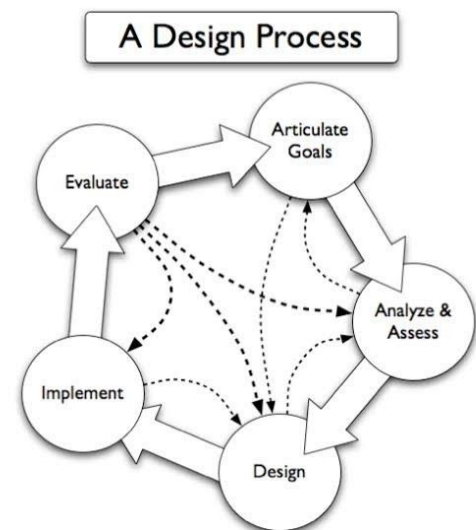 A Design Process
Articulate
Goals
Evaluate
Analyze &
Assess
Implement
Design